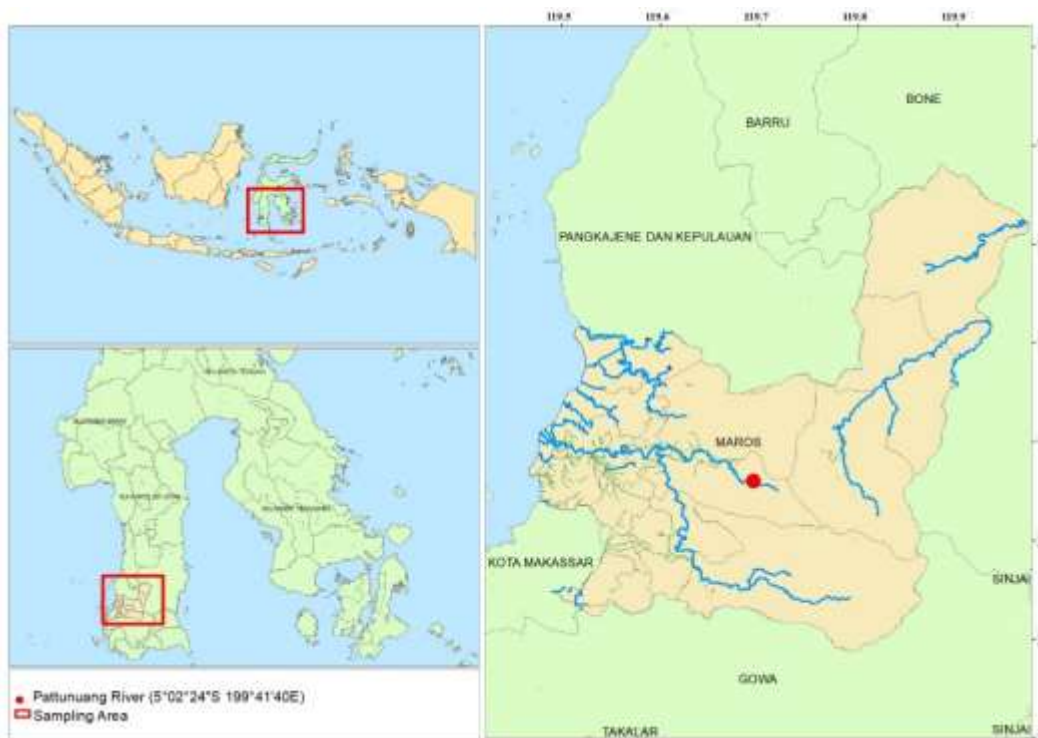 119.5 119.6 119.7 119.8 119.9
BONE
BARRU
PANGKAJENE DAN KEPULAUAN
MAROS
KOTA MAKASSAR
SINJAI
GOWA
TAKALAR
SINJAI
Pattunuang River (5°02"24"S 199°41'40E)
Sampling Area